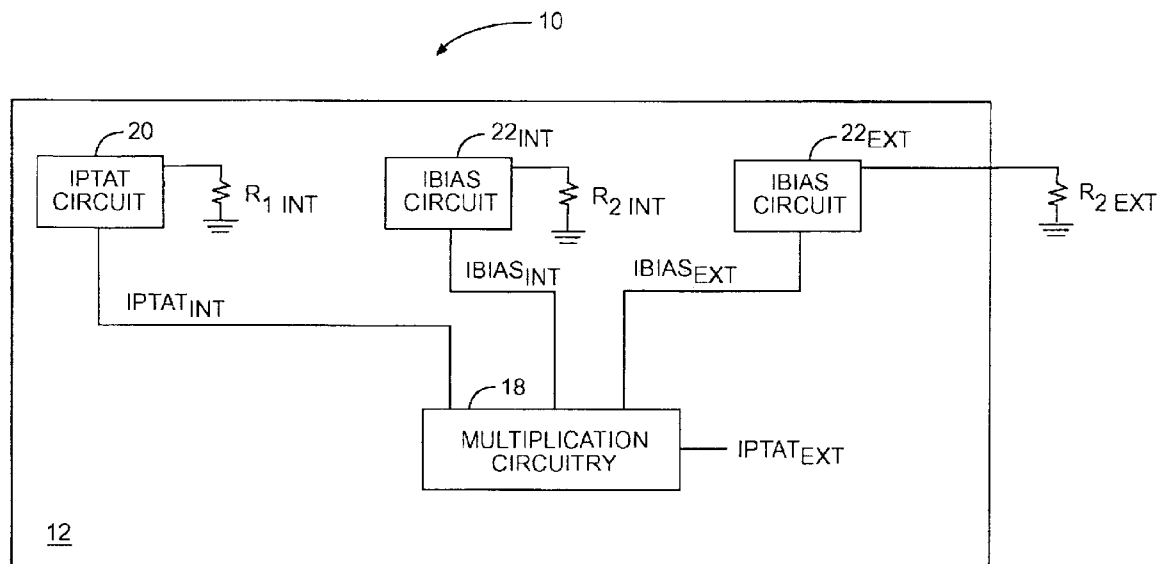 10
20
IPTAT
CIRCUIT
R1 INT
22INT
IBIAS
CIRCUIT
R2 INT
22EXT
IBIAS
CIRCUIT
R2 EXT
IPTATINT
IBIASINT
IBIASEXT
18
MULTIPLICATION
CIRCUITRY
IPTATEXT
12